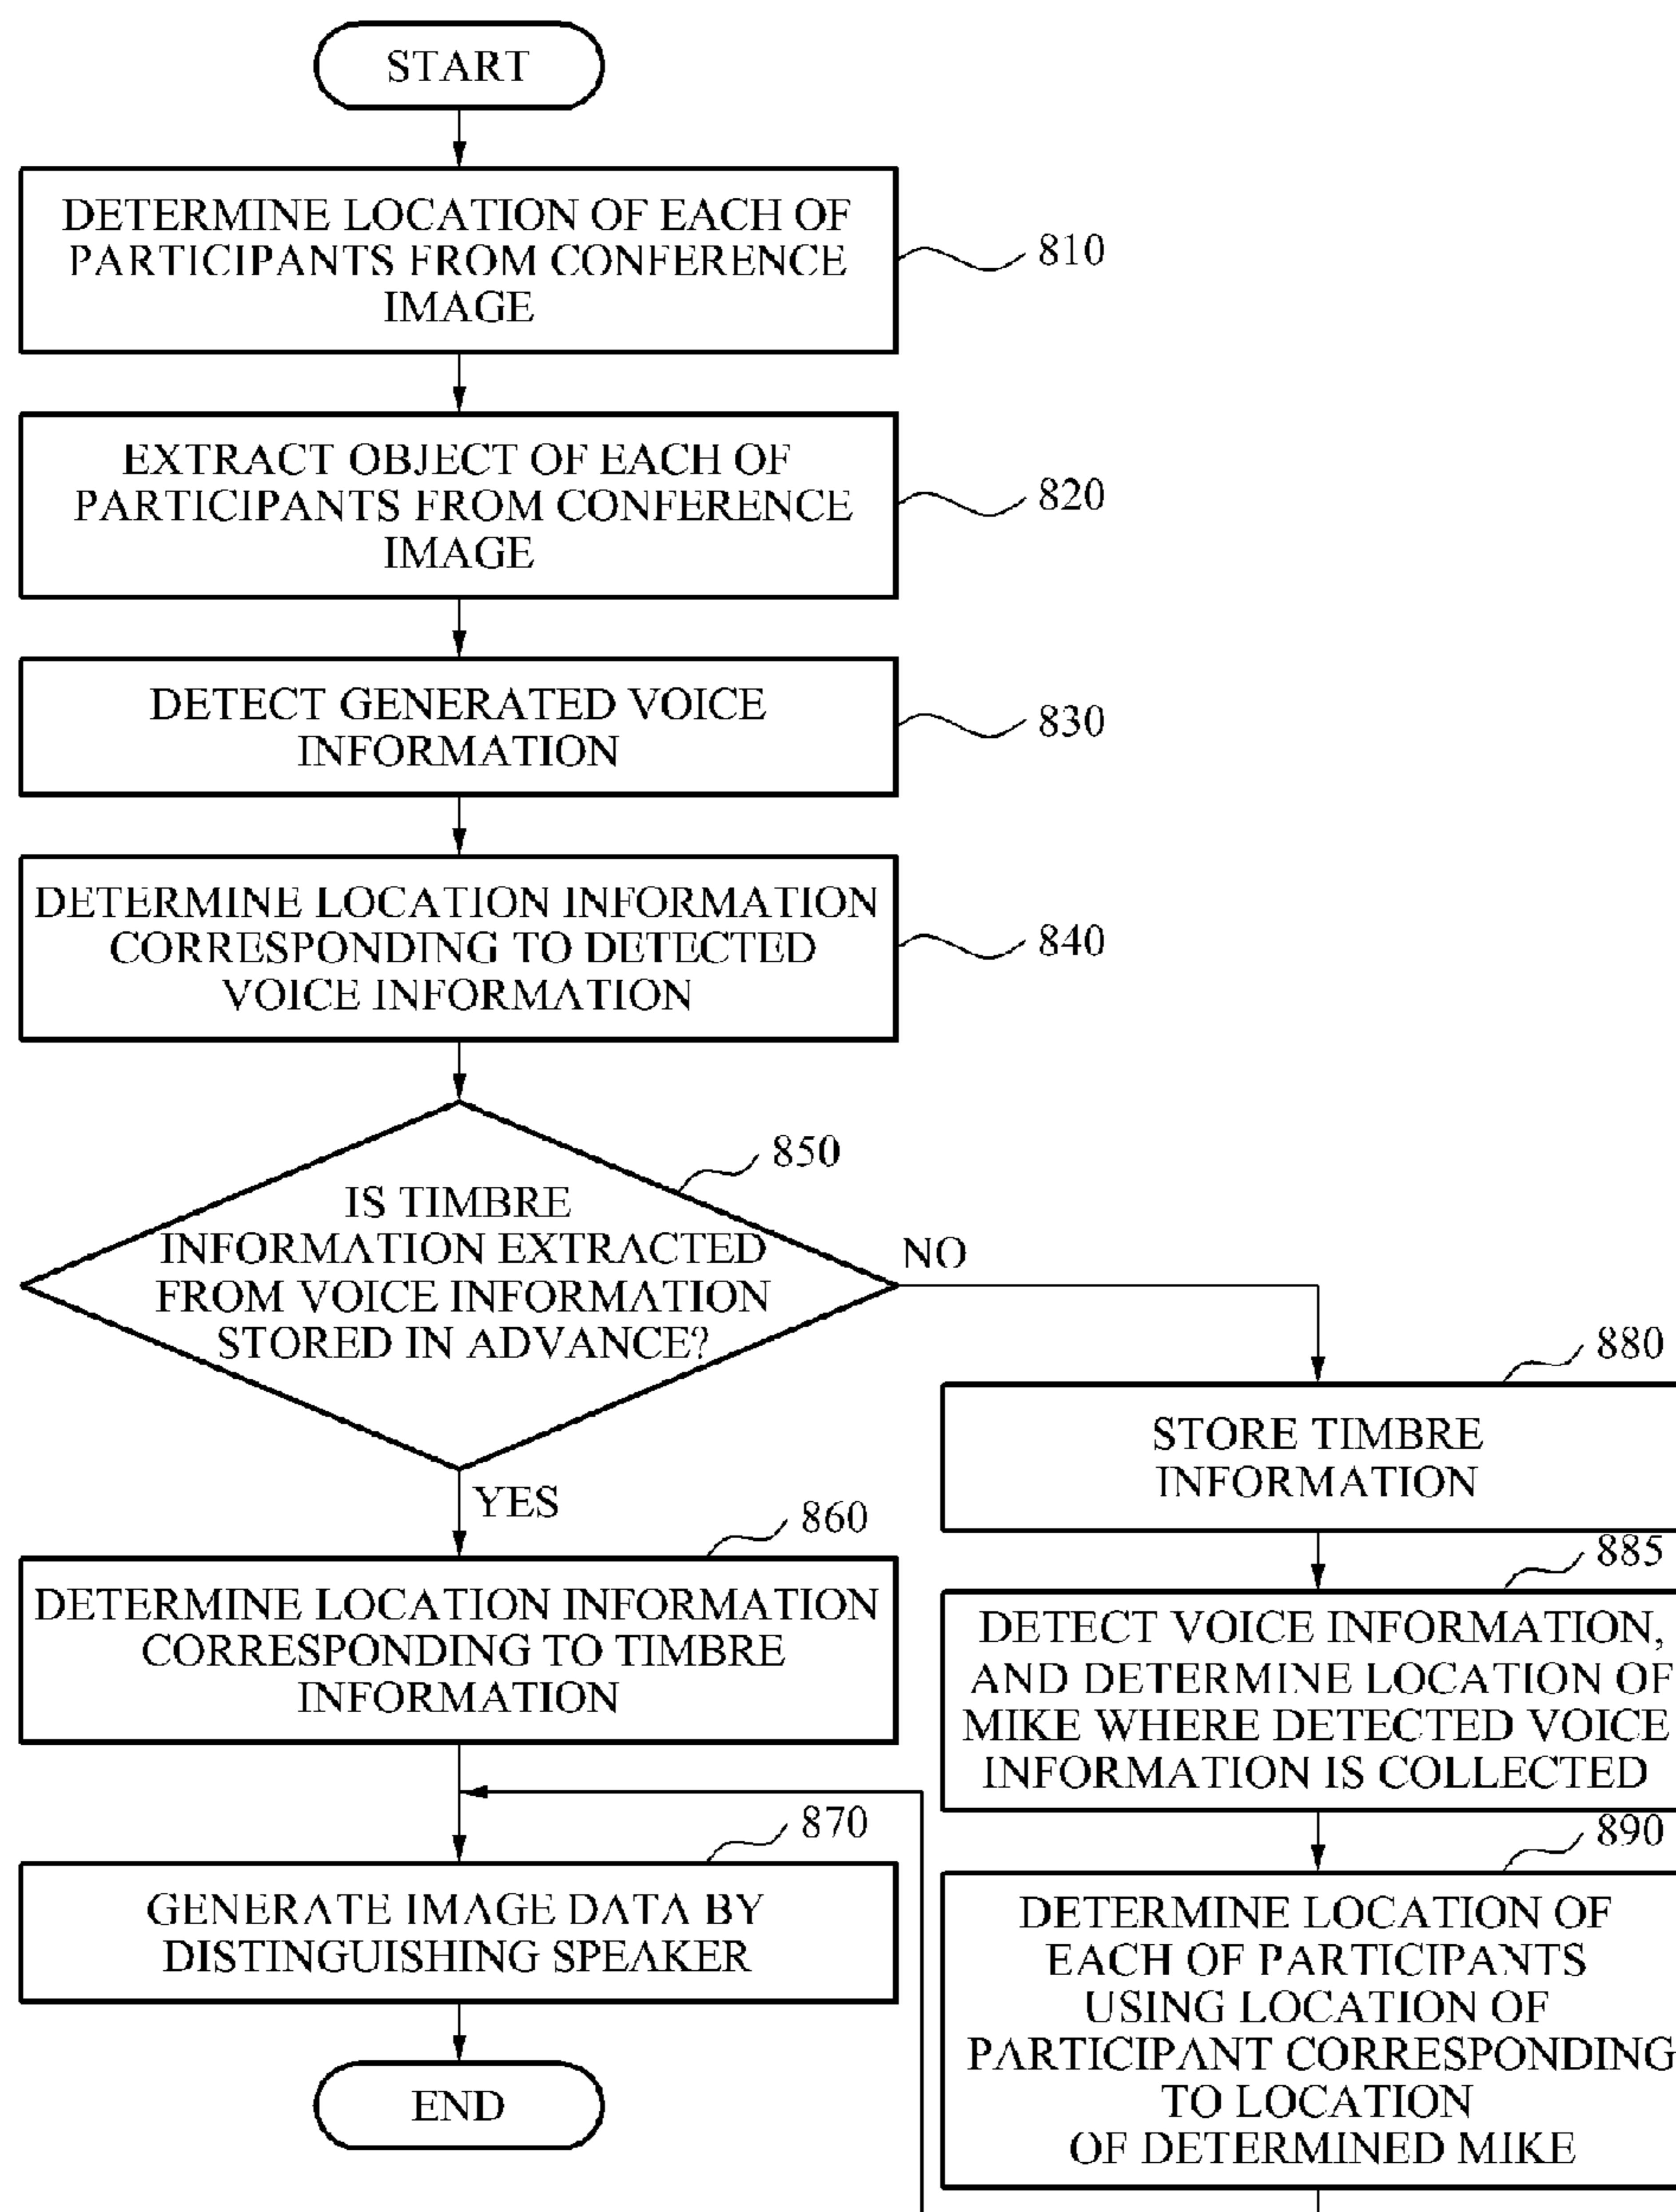 START
DETERMINE LOCATION OF EACH OF
PARTICIPANTS FROM CONFERENCE
IMAGE
810
EXTRACT OBJECT OF EACH OF
PARTICIPANTS FROM CONFERENCE
IMAGE
820
DETECT GENERATED VOICE
INFORMATION
830
DETERMINE LOCATION INFORMATION
CORRESPONDING TO DETECTED
VOICE INFORMATION
840
850
IS TIMBRE
INFORMATION EXTRACTED
FROM VOICE INFORMATION
STORED IN ADVANCE?
NO
YES
860
DETERMINE LOCATION INFORMATION
CORRESPONDING TO TIMBRE
INFORMATION
870
GENERATE IMAGE DATA BY
DISTINGUISHING SPEAKER
END
880
STORE TIMBRE
INFORMATION
885
DETECT VOICE INFORMATION,
AND DETERMINE LOCATION OF
MIKE WHERE DETECTED VOICE
INFORMATION IS COLLECTED
890
DETERMINE LOCATION OF
EACH OF PARTICIPANTS
USING LOCATION OF
PARTICIPANT CORRESPONDING
TO LOCATION
OF DETERMINED MIKE